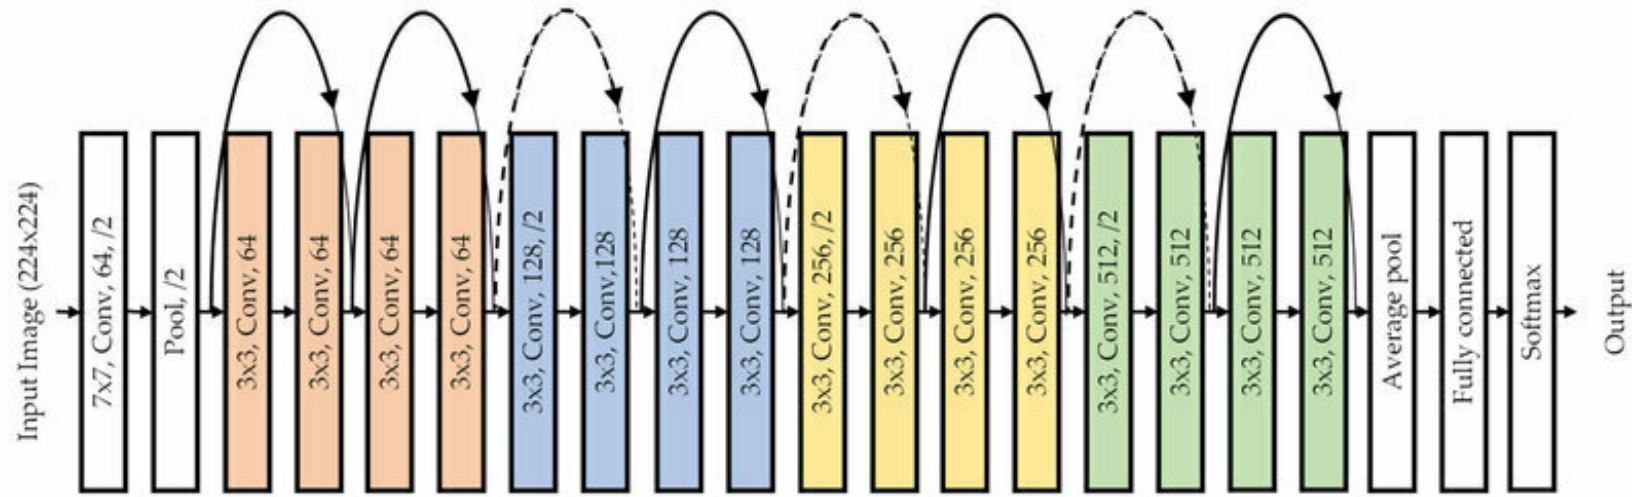 Input Image (224x224)
7x7, Conv, 64, /2
Pool, /2
3x3, Conv, 64
3x3, Conv, 64
3x3, Conv, 64
3x3, Conv, 64
3x3, Conv, 128, /2
3x3, Conv,128
3x3, Conv, 128
3x3, Conv, 128
3x3, Conv, 256, /2
3x3, Conv, 256
3x3, Conv, 256
3x3, Conv, 256
3x3, Conv, 512, /2
3x3, Conv, 512
3x3, Conv, 512
3x3, Conv, 512
Average pool
Fully connected
Softmax
Output